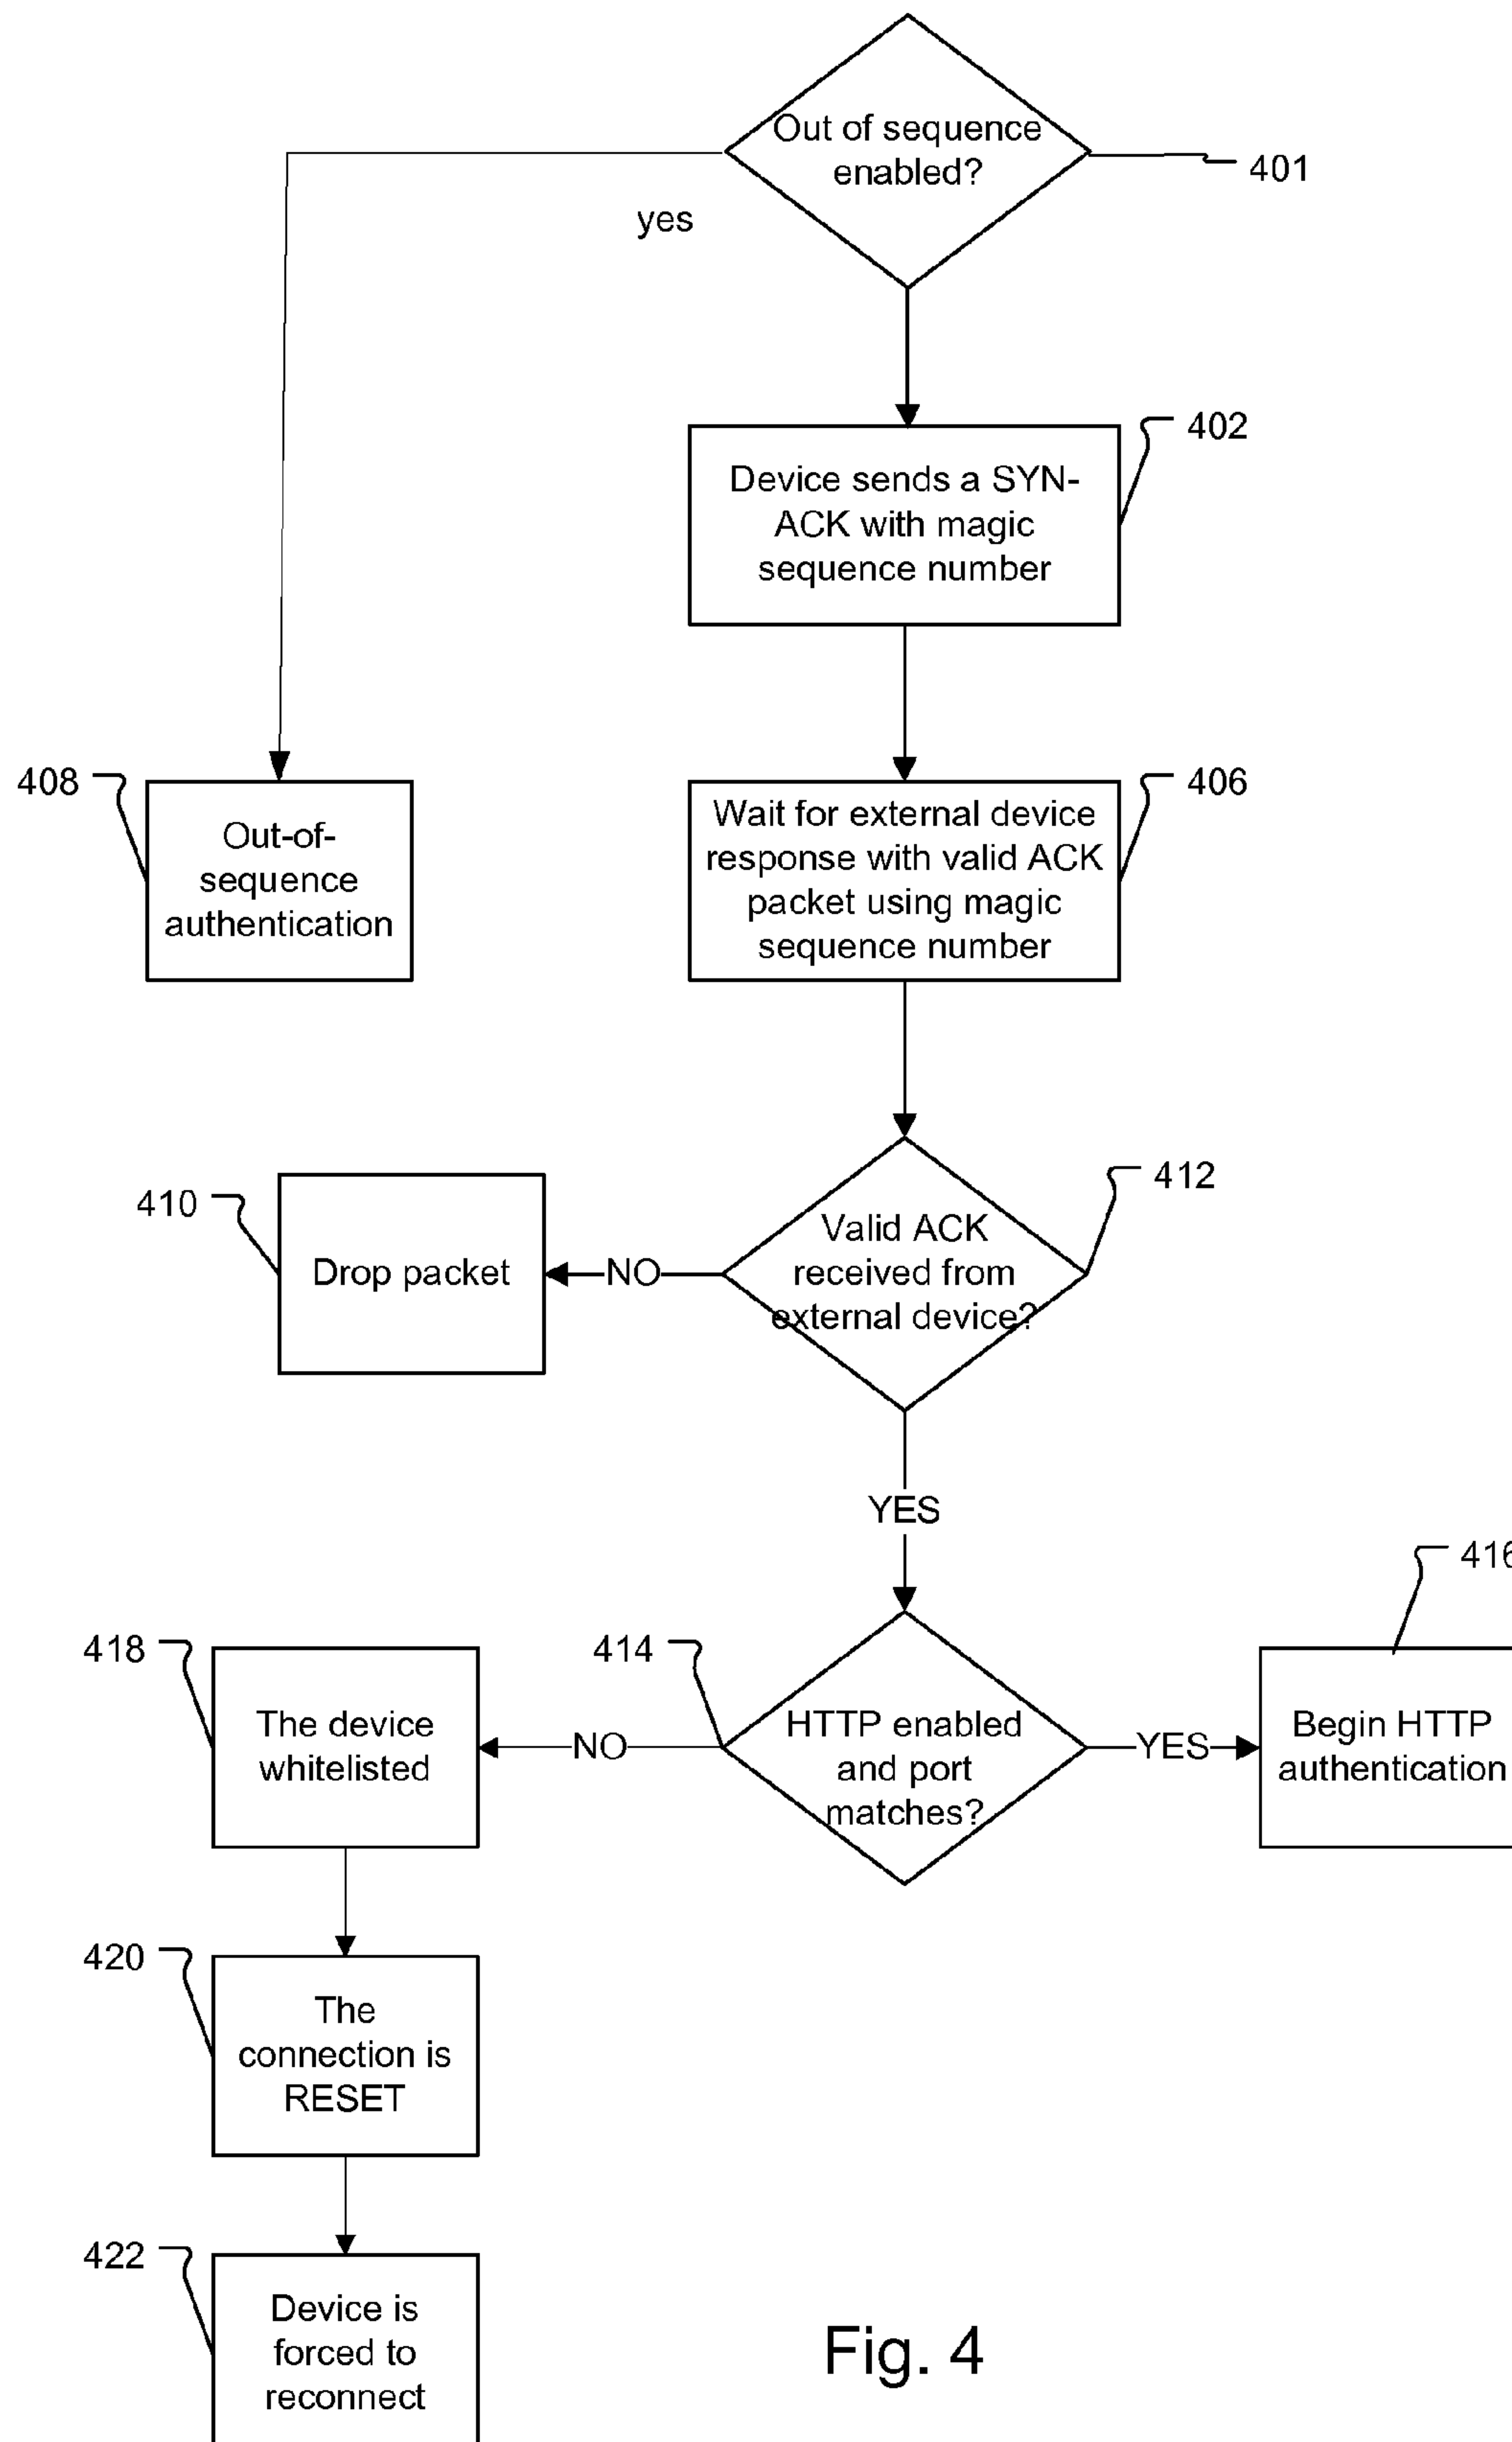 Out of sequence
enabled?
401
yes
402
Device sends a SYN-
ACK with magic
sequence number
408
Out-of-
sequence
authentication
406
Wait for external device
response with valid ACK
packet using magic
sequence number
410
Drop packet
NO
412
Valid ACK
received from
external device?
YES
416
418
The device
whitelisted
NO
414
HTTP enabled
and port
matches?
YES
Begin HTTP
authentication
420
The
connection is
RESET
422
Device is
forced to
reconnect
Fig. 4